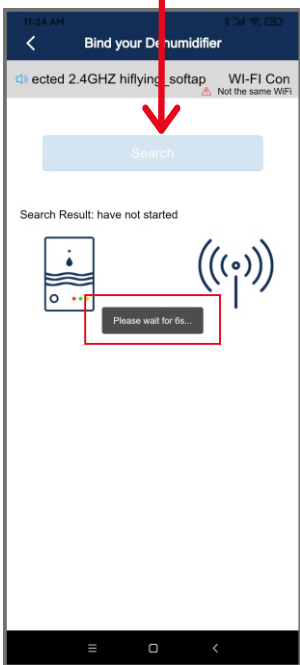 11:24 AM
Bind your Dehumidifier
ected 2.4GHZ hiflying_softap WI-FI Con
Not the same WiFi
Search
Search Result: have not started
Please wait for 6s...